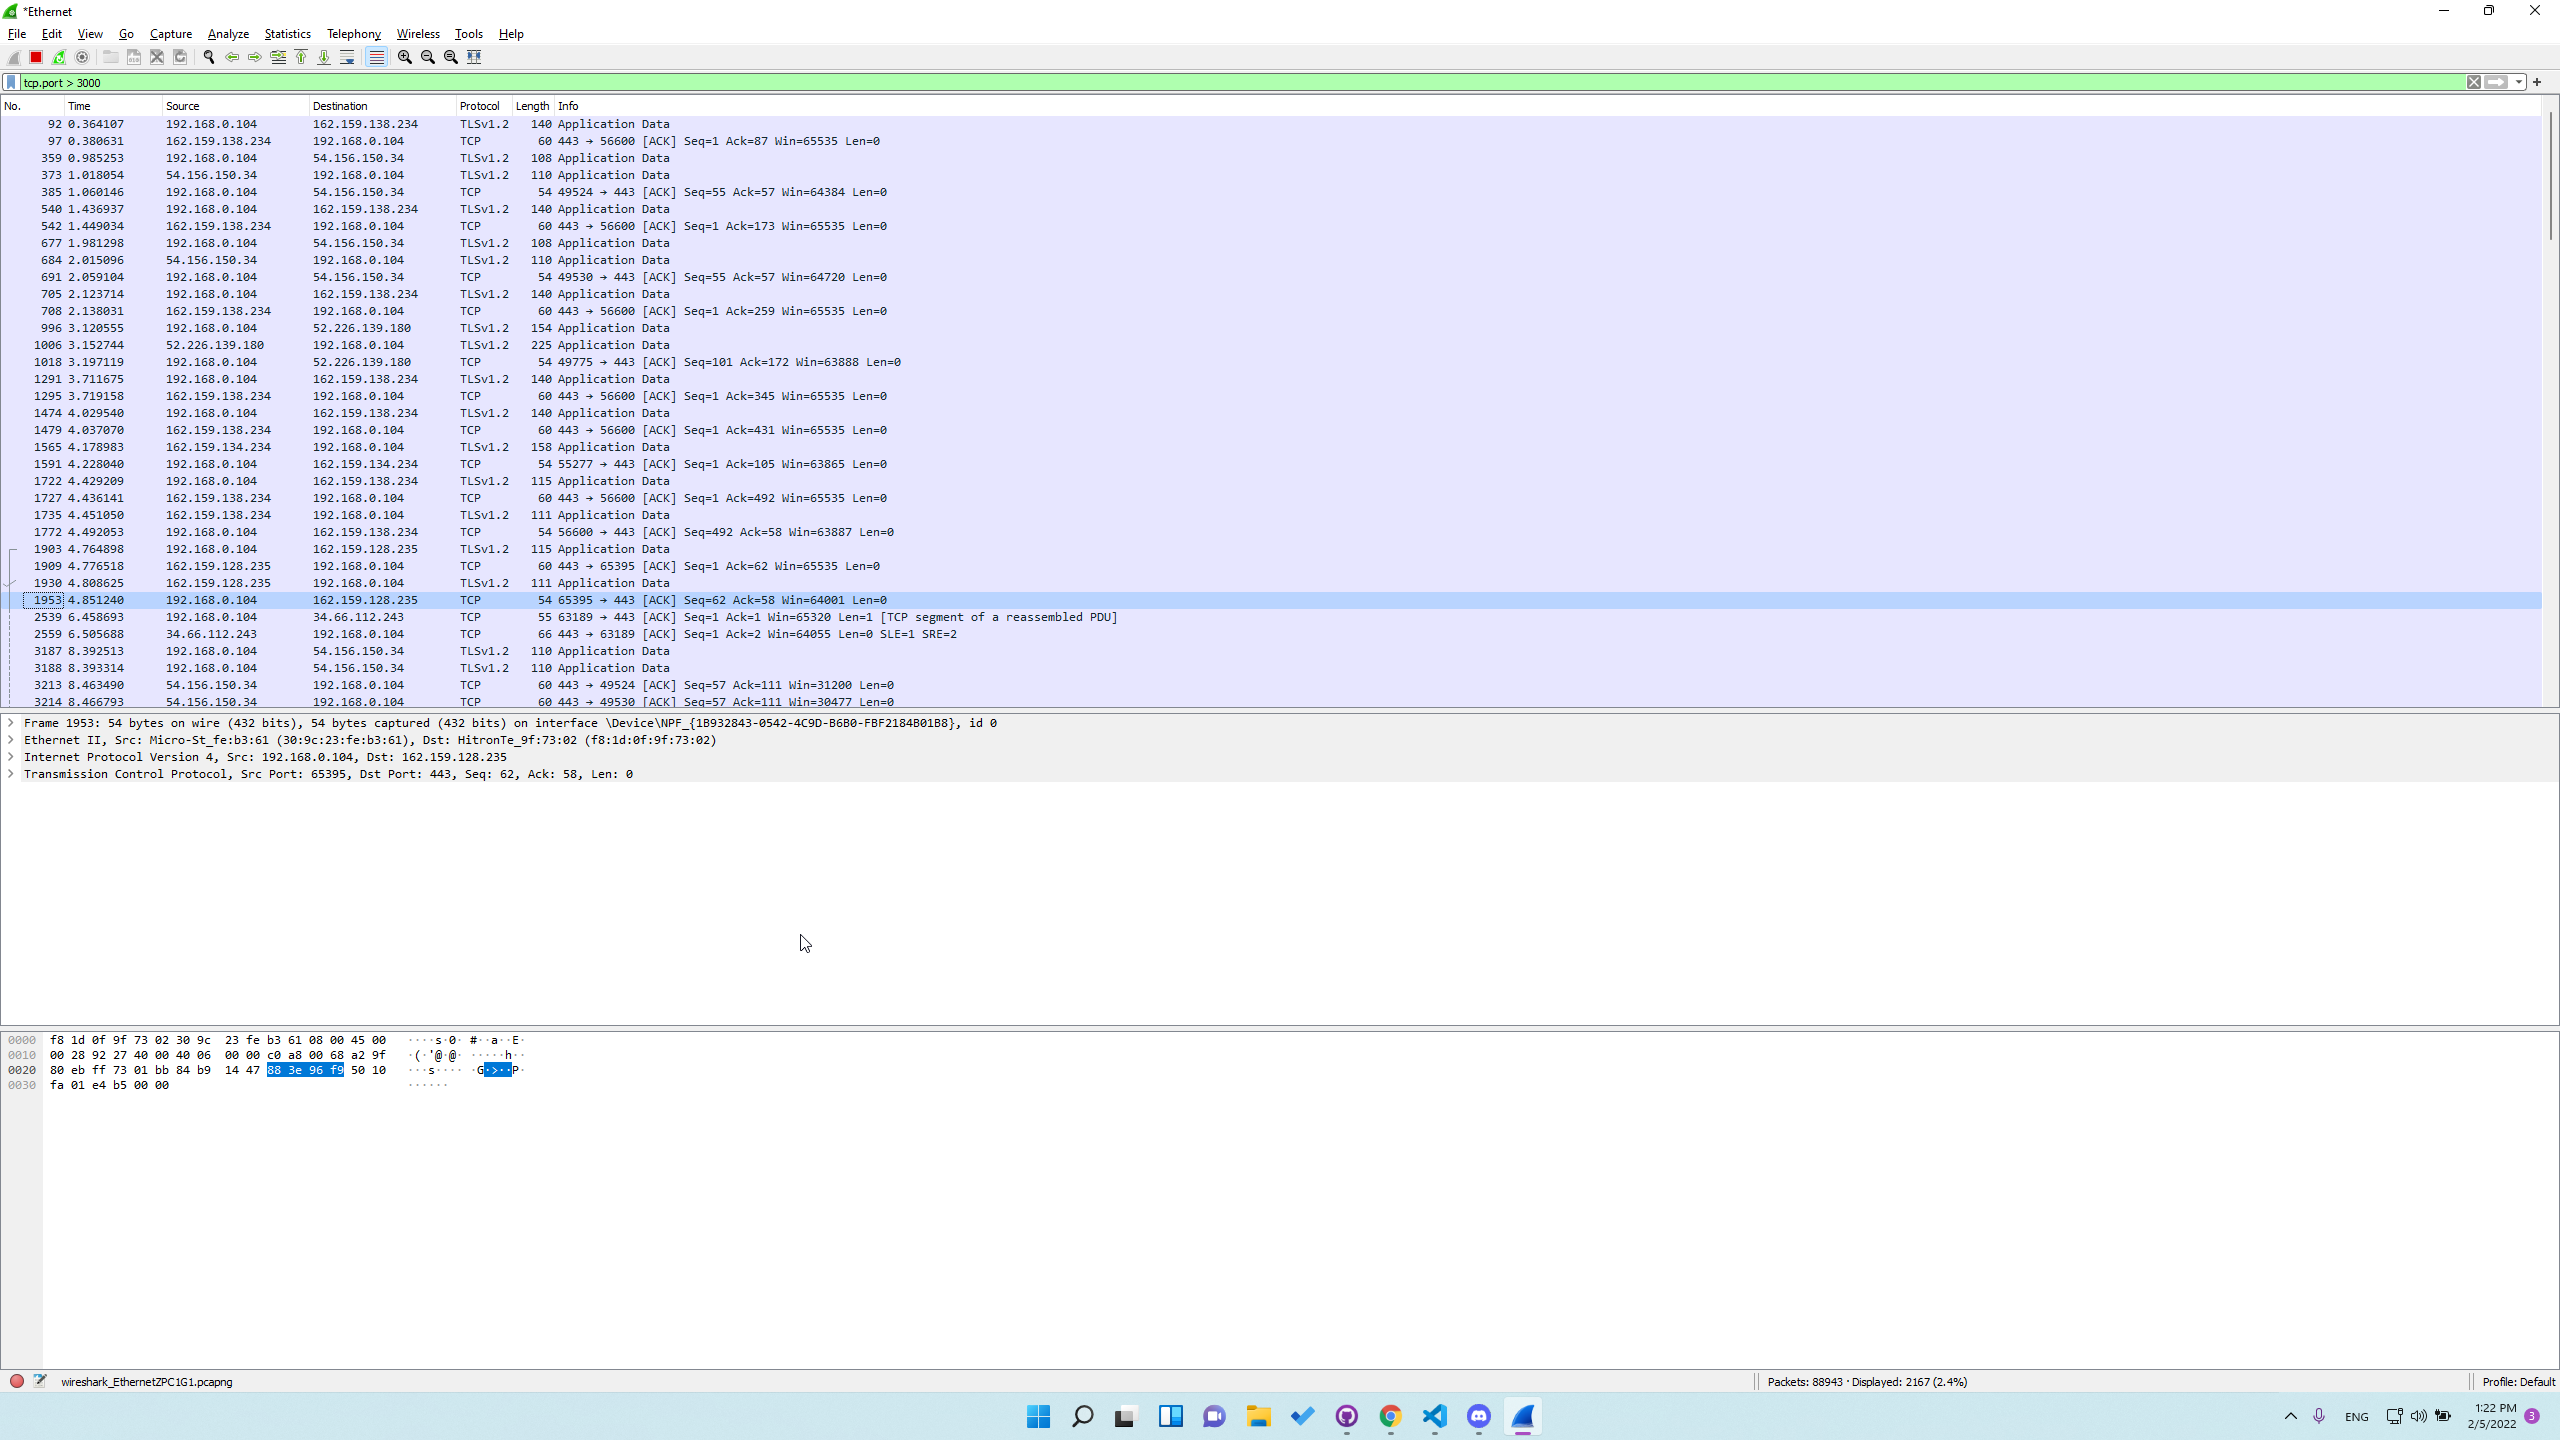 *Ethernet
File Edit View Go Capture Analyze Statistics Telephony Wireless Tools Help
tcp.port > 3000
No. Time Source Destination Protocol Length Info
92 0.364107 192.168.0.104 162.159.138.234 TLSv1.2 140 Application Data
97 0.380631 162.159.138.234 192.168.0.104 TCP 60 443 → 56600 [ACK] Seq=1 Ack=87 Win=65535 Len=0
359 0.985253 192.168.0.104 54.156.150.34 TLSv1.2 108 Application Data
373 1.018054 54.156.150.34 192.168.0.104 TLSv1.2 110 Application Data
385 1.060146 192.168.0.104 54.156.150.34 TCP 54 49524 → 443 [ACK] Seq=55 Ack=57 Win=64384 Len=0
540 1.436937 192.168.0.104 162.159.138.234 TLSv1.2 140 Application Data
542 1.449034 162.159.138.234 192.168.0.104 TCP 60 443 → 56600 [ACK] Seq=1 Ack=173 Win=65535 Len=0
677 1.981298 192.168.0.104 54.156.150.34 TLSv1.2 108 Application Data
684 2.015096 54.156.150.34 192.168.0.104 TLSv1.2 110 Application Data
691 2.059104 192.168.0.104 54.156.150.34 TCP 54 49530 → 443 [ACK] Seq=55 Ack=57 Win=64720 Len=0
705 2.123714 192.168.0.104 162.159.138.234 TLSv1.2 140 Application Data
708 2.138031 162.159.138.234 192.168.0.104 TCP 60 443 → 56600 [ACK] Seq=1 Ack=259 Win=65535 Len=0
996 3.120555 192.168.0.104 52.226.139.180 TLSv1.2 154 Application Data
1006 3.152744 52.226.139.180 192.168.0.104 TLSv1.2 225 Application Data
1018 3.197119 192.168.0.104 52.226.139.180 TCP 54 49775 → 443 [ACK] Seq=101 Ack=172 Win=63888 Len=0
1291 3.711675 192.168.0.104 162.159.138.234 TLSv1.2 140 Application Data
1295 3.719158 162.159.138.234 192.168.0.104 TCP 60 443 → 56600 [ACK] Seq=1 Ack=345 Win=65535 Len=0
1474 4.029540 192.168.0.104 162.159.138.234 TLSv1.2 140 Application Data
1479 4.037070 162.159.138.234 192.168.0.104 TCP 60 443 → 56600 [ACK] Seq=1 Ack=431 Win=65535 Len=0
1565 4.178983 162.159.134.234 192.168.0.104 TLSv1.2 158 Application Data
1591 4.228040 192.168.0.104 162.159.134.234 TCP 54 55277 → 443 [ACK] Seq=1 Ack=105 Win=63865 Len=0
1722 4.429209 192.168.0.104 162.159.138.234 TLSv1.2 115 Application Data
1727 4.436141 162.159.138.234 192.168.0.104 TCP 60 443 → 56600 [ACK] Seq=1 Ack=492 Win=65535 Len=0
1735 4.451050 162.159.138.234 192.168.0.104 TLSv1.2 111 Application Data
1772 4.492053 192.168.0.104 162.159.138.234 TCP 54 56600 → 443 [ACK] Seq=492 Ack=58 Win=63887 Len=0
1903 4.764898 192.168.0.104 162.159.128.235 TLSv1.2 115 Application Data
1909 4.776518 162.159.128.235 192.168.0.104 TCP 60 443 → 65395 [ACK] Seq=1 Ack=62 Win=65535 Len=0
1930 4.808625 162.159.128.235 192.168.0.104 TLSv1.2 111 Application Data
1953 4.851240 192.168.0.104 162.159.128.235 TCP 54 65395 → 443 [ACK] Seq=62 Ack=58 Win=64001 Len=0
2539 6.458693 192.168.0.104 34.66.112.243 TCP 55 63189 → 443 [ACK] Seq=1 Ack=1 Win=65320 Len=1 [TCP segment of a reassembled PDU]
2559 6.505688 34.66.112.243 192.168.0.104 TCP 66 443 → 63189 [ACK] Seq=1 Ack=2 Win=64055 Len=0 SLE=1 SRE=2
3187 8.392513 192.168.0.104 54.156.150.34 TLSv1.2 110 Application Data
3188 8.393314 192.168.0.104 54.156.150.34 TLSv1.2 110 Application Data
3213 8.463490 54.156.150.34 192.168.0.104 TCP 60 443 → 49524 [ACK] Seq=57 Ack=111 Win=31200 Len=0
3214 8.466793 54.156.150.34 192.168.0.104 TCP 60 443 → 49530 [ACK] Seq=57 Ack=111 Win=30477 Len=0
Frame 1953: 54 bytes on wire (432 bits), 54 bytes captured (432 bits) on interface \Device\NPF_{1B932843-0542-4C9D-B6B0-FBF2184B01B8}, id 0
Ethernet II, Src: Micro-St_fe:b3:61 (30:9c:23:fe:b3:61), Dst: HitronTe_9f:73:02 (f8:1d:0f:9f:73:02)
Internet Protocol Version 4, Src: 192.168.0.104, Dst: 162.159.128.235
Transmission Control Protocol, Src Port: 65395, Dst Port: 443, Seq: 62, Ack: 58, Len: 0
0000 f8 1d 0f 9f 73 02 30 9c 23 fe b3 61 08 00 45 00 ····s·0· #··a··E·
0010 00 28 92 27 40 00 40 06 00 00 c0 a8 00 68 a2 9f ·(·'@·@· ·····h··
0020 80 eb ff 73 01 bb 84 b9 14 47 88 3e 96 f9 50 10 ···s···· ·G·>··P·
0030 fa 01 e4 b5 00 00 ······
wireshark_EthernetZPC1G1.pcapng Packets: 88943 · Displayed: 2167 (2.4%) Profile: Default
ENG 1:22 PM 3
2/5/2022